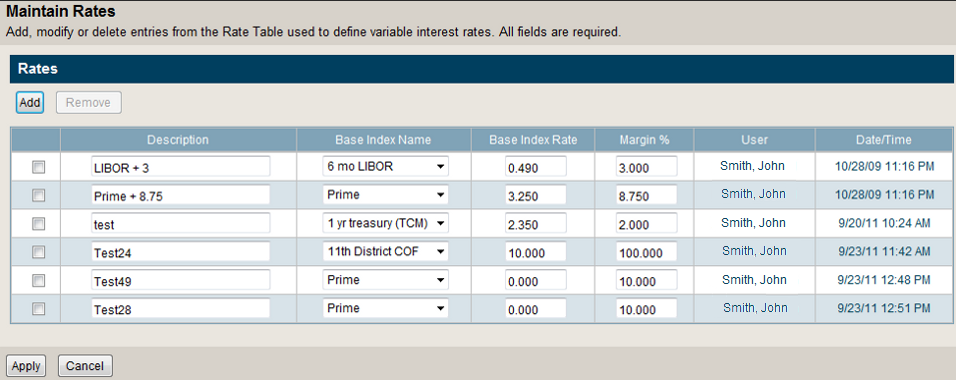 Maintain Rates
Add, modify or delete entries from the Rate Table used to define variable interest rates. All fields are required.
Rates
Add Remove
Description Base Index Name Base Index Rate Margin % User Date/Time
LIBOR + 3 6 mo LIBOR 0.490 3.000 Smith, John 10/28/09 11:16 PM
Prime + 8.75 Prime 3.250 8.750 Smith, John 10/28/09 11:16 PM
test 1 yr treasury (TCM) 2.350 2.000 Smith, John 9/20/11 10:24 AM
Test24 11th District COF 10.000 100.000 Smith, John 9/23/11 11:42 AM
Test49 Prime 0.000 10.000 Smith, John 9/23/11 12:48 PM
Test28 Prime 0.000 10.000 Smith, John 9/23/11 12:51 PM
Apply Cancel